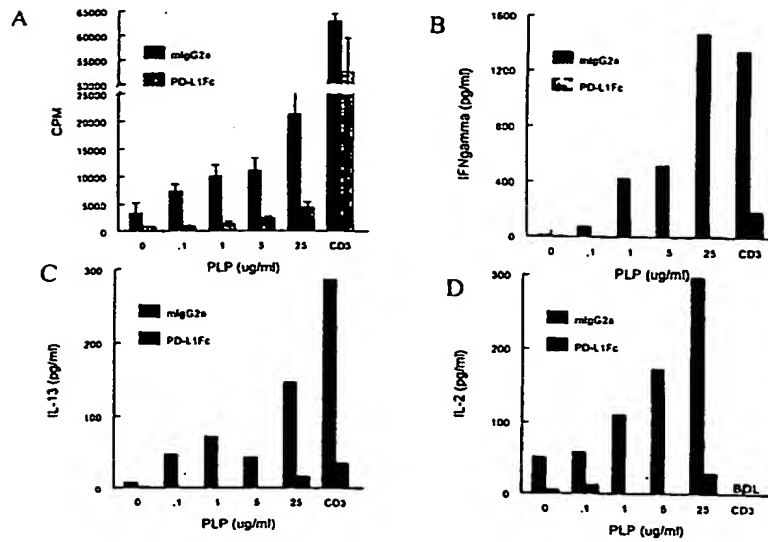 A
65000
60000
55000
50000
25000
20000
15000
10000
5000
0
CPM
mIgG2a
PD-L1Fc
0 .1 1 5 25 CD3
PLP (ug/ml)
B
1500
1200
800
400
0
IFNgamma (pg/ml)
mIgG2a
PD-L1Fc
0 .1 1 5 25 CD3
PLP (ug/ml)
C
300
200
100
0
IL-13 (pg/ml)
mIgG2a
PD-L1Fc
0 .1 1 5 25 CD3
PLP (ug/ml)
D
300
200
100
0
IL-2 (pg/ml)
mIgG2a
PD-L1Fc
BDL
0 .1 1 5 25 CD3
PLP (ug/ml)